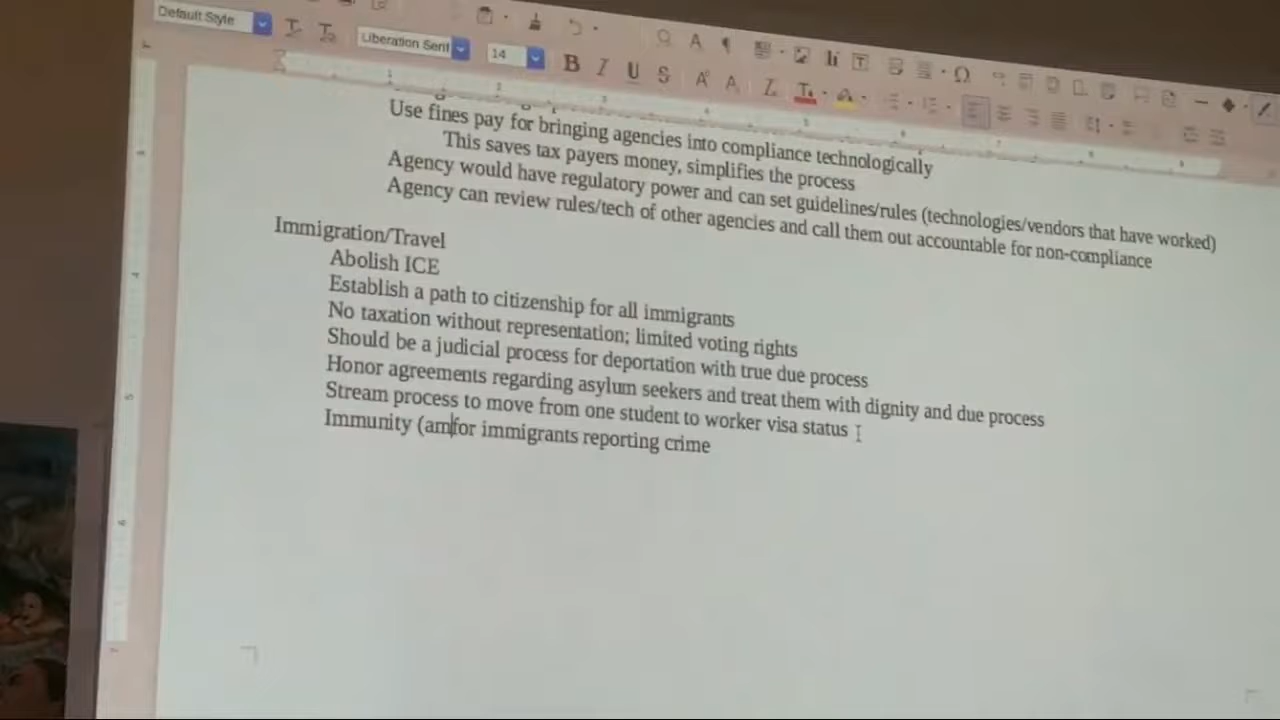 Default Style
Liberation Seri
14
Use fines pay for bringing agencies into compliance technologically
This saves tax payers money, simplifies the process
Agency would have regulatory power and can set guidelines/rules (technologies/vendors that have worked)
Agency can review rules/tech of other agencies and call them out accountable for non-compliance
Immigration/Travel
Abolish ICE
Establish a path to citizenship for all immigrants
No taxation without representation; limited voting rights
Should be a judicial process for deportation with true due process
Honor agreements regarding asylum seekers and treat them with dignity and due process
Stream process to move from one student to worker visa status
Immunity (amfor immigrants reporting crime